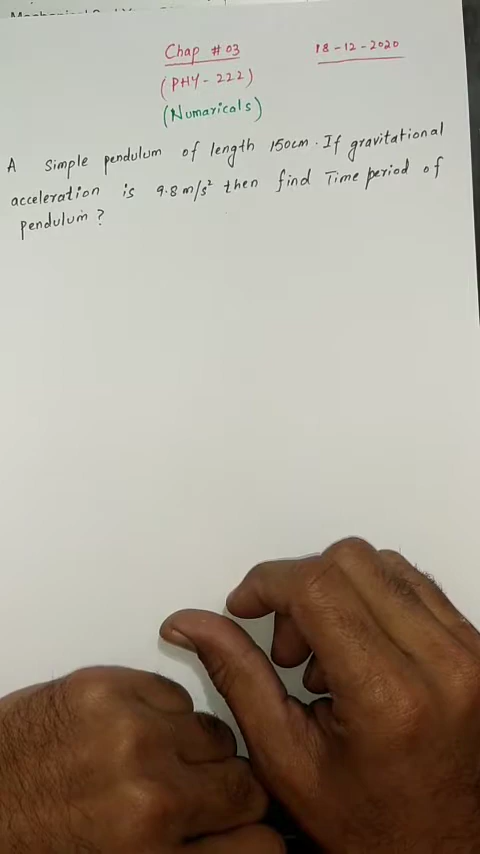 Chap # 03
18-12-2020
(PHY-222)
(Numaricals)
A simple pendulum of length 150cm. If gravitational
acceleration is 9.8 m/s² then find Time period of
pendulum?